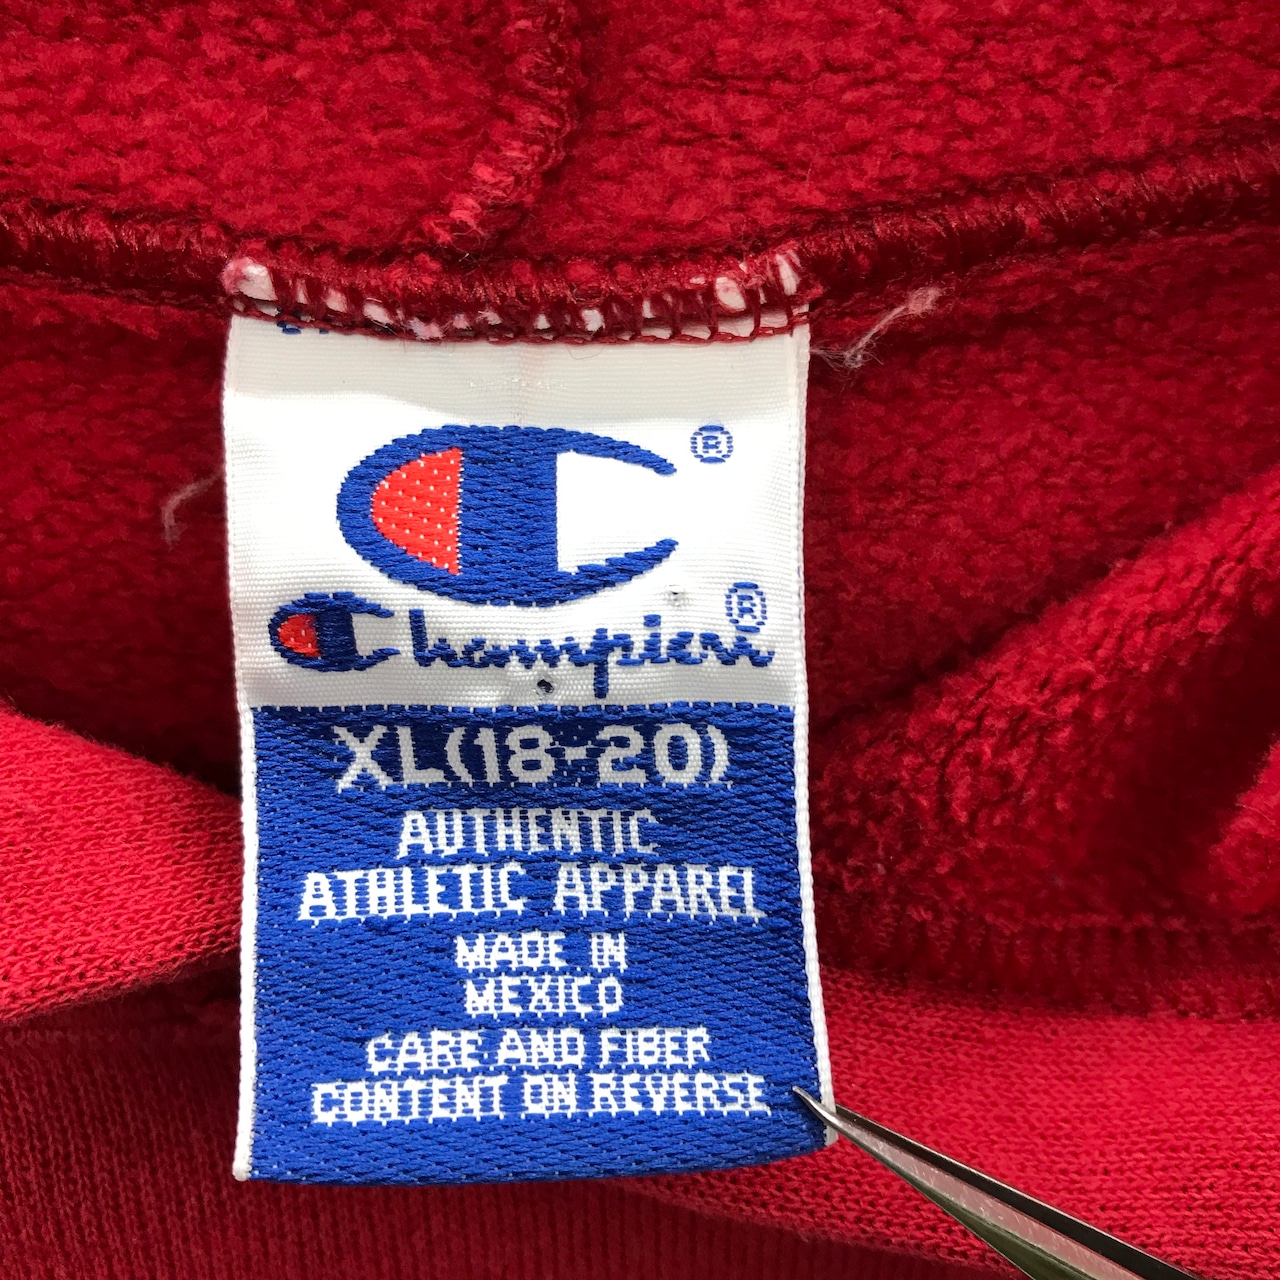 ®
Champion®
XL(18-20)
AUTHENTIC
ATHLETIC APPAREL
MADE IN
MEXICO
CARE AND FIBER
CONTENT ON REVERSE